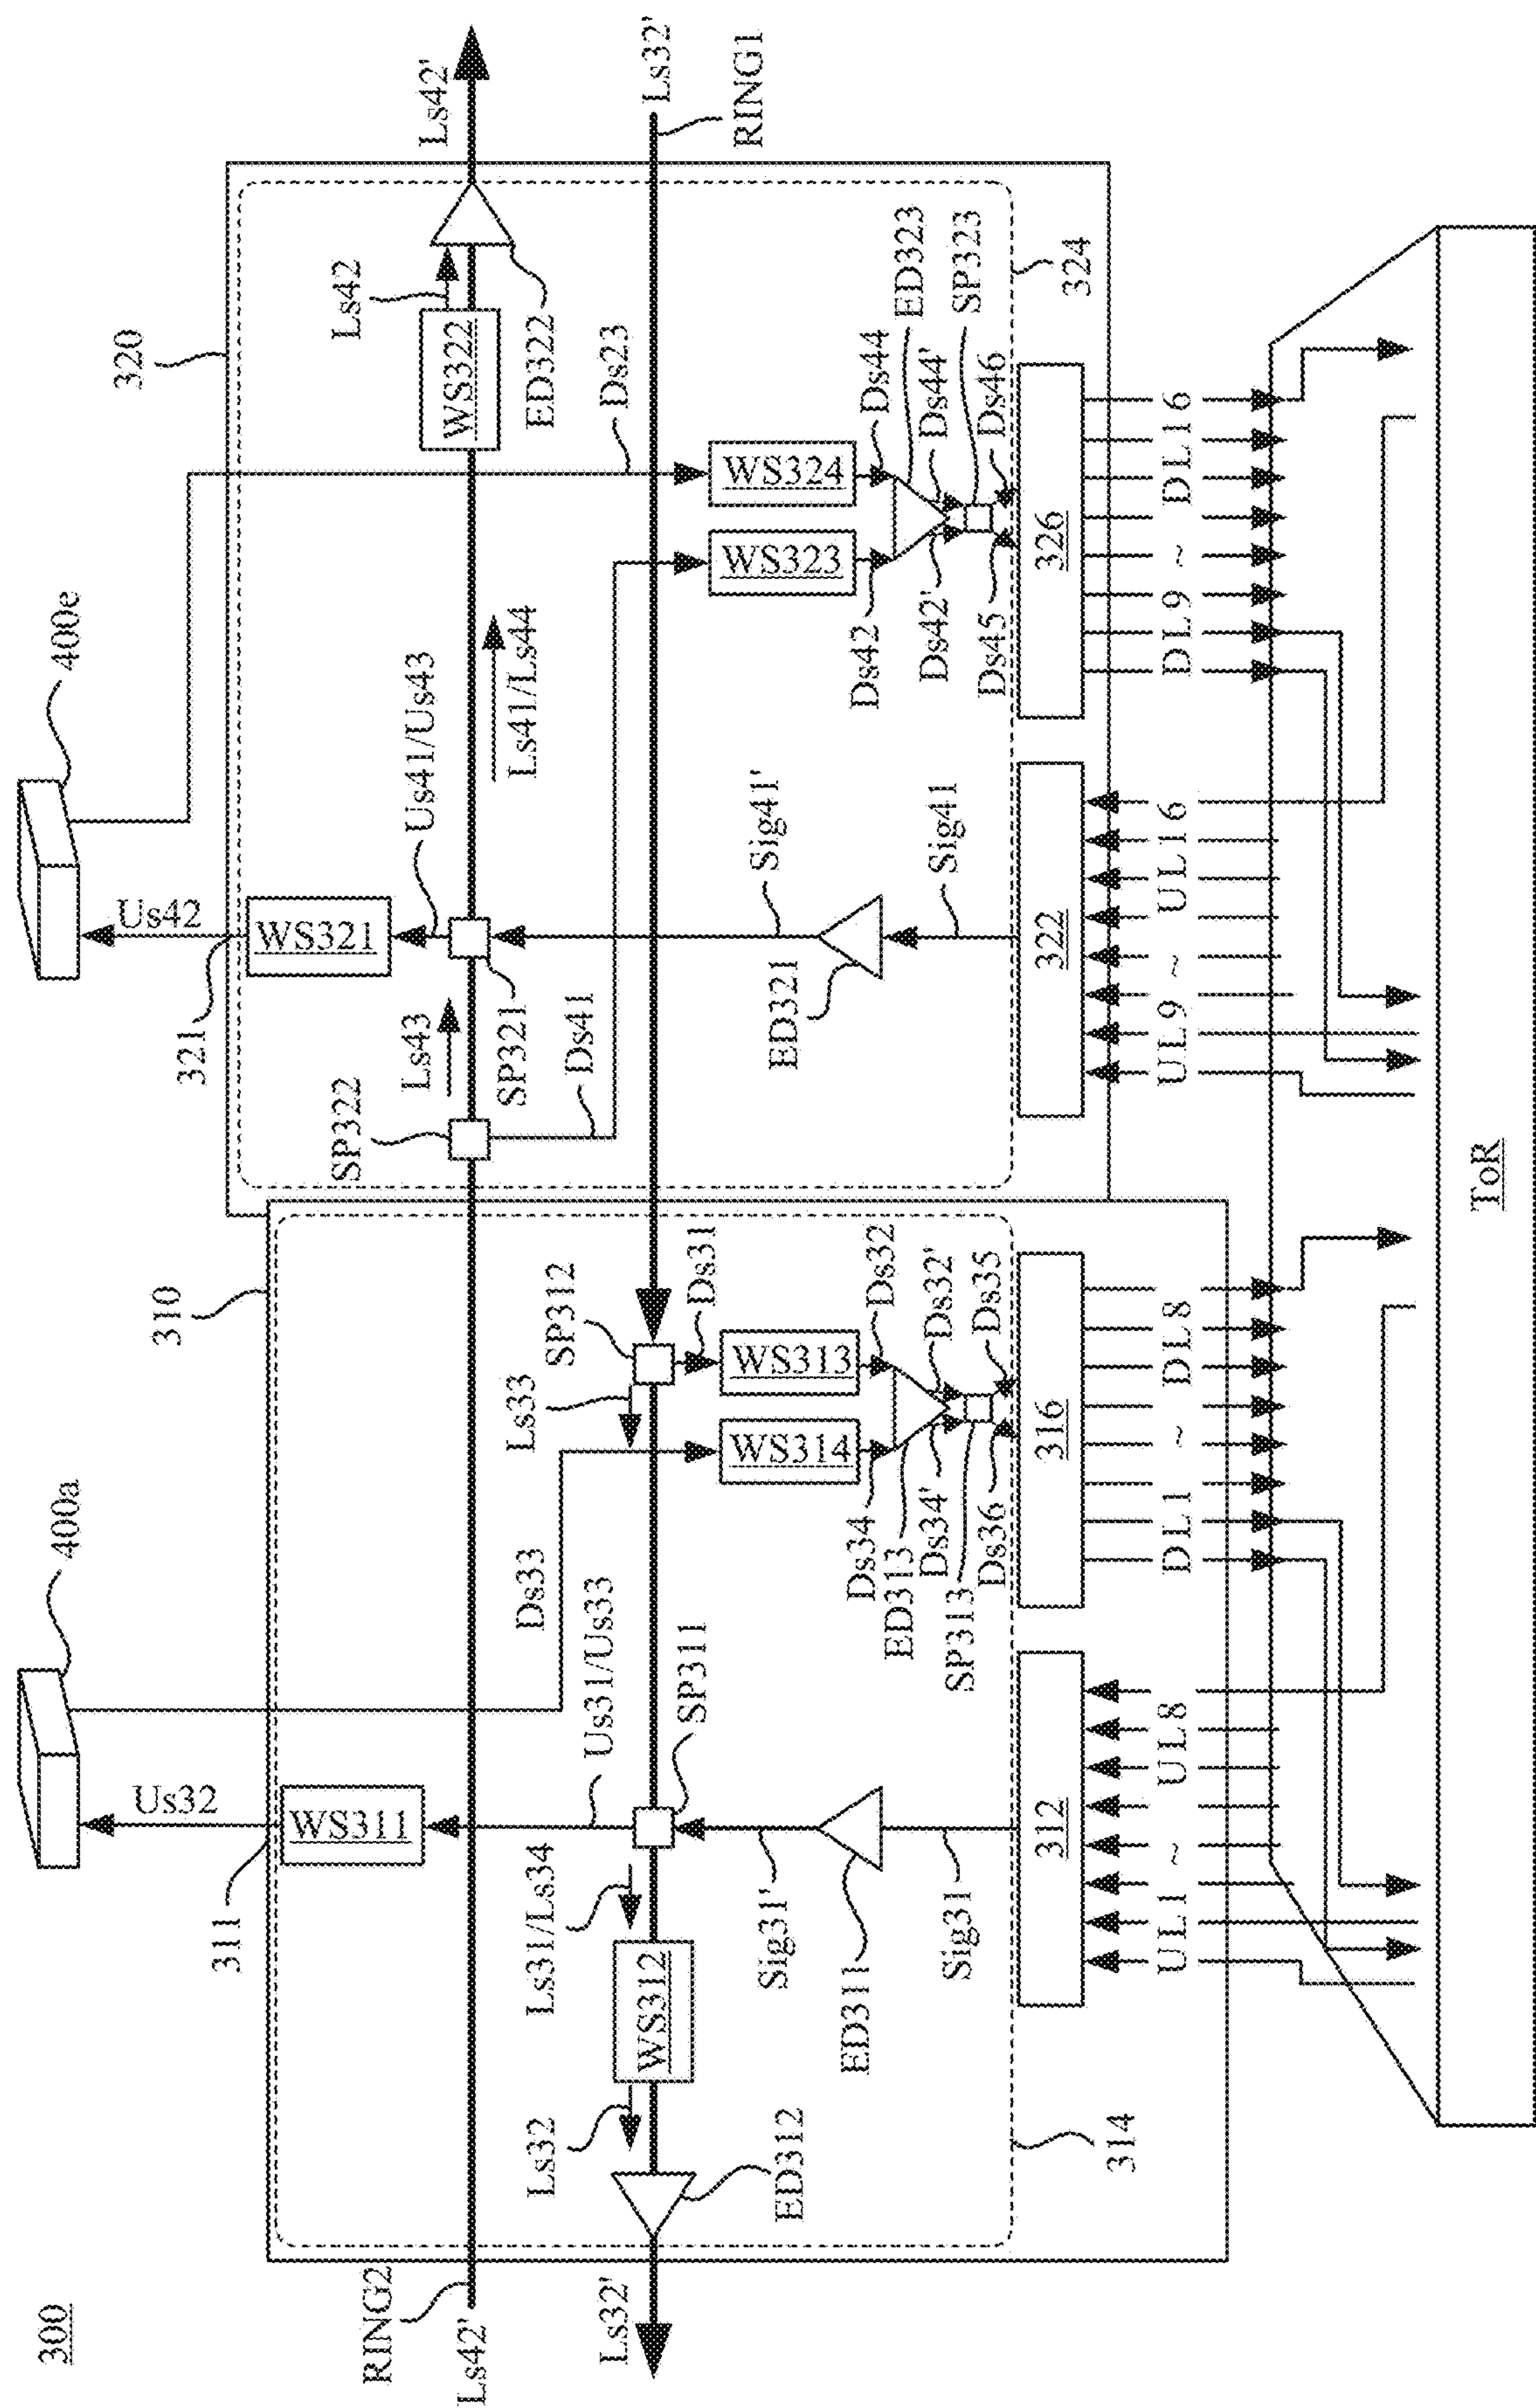 300
400a
400e
310
320
Us32
Us42
311
321
WS311
WS321
RING2
Ls42'
SP322
Ls43
SP321
Us41/Us43
Ls41/Ls44
WS322
Ls42
ED322
Ls42'
Ds41
Ds23
Ds33
Us31/Us33
Ls33
SP312
Ls32'
RING1
Ls32'
ED312
Ls32
WS312
Ls31/Ls34
SP311
Ds31
WS314
WS313
WS323
WS324
Sig31'
ED311
Sig31
Sig41'
ED321
Sig41
Ds34
ED313
Ds34'
SP313
Ds36
Ds32
Ds32'
Ds35
Ds42
Ds42'
Ds45
Ds44
ED323
Ds44'
SP323
Ds46
314
324
312
316
322
326
UL1 ~ UL8
DL1 ~ DL8
UL9 ~ UL16
DL9 ~ DL16
ToR